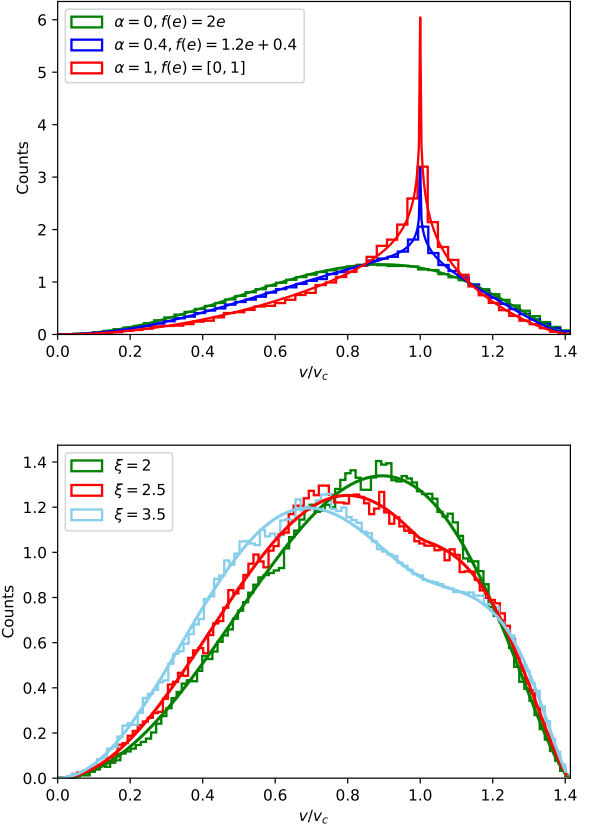 α = 0, f(e) = 2e
α = 0.4, f(e) = 1.2e + 0.4
α = 1, f(e) = [0, 1]
6
5
4
3
2
1
0
Counts
0.0 0.2 0.4 0.6 0.8 1.0 1.2 1.4
v/v_c
ξ = 2
ξ = 2.5
ξ = 3.5
1.4
1.2
1.0
0.8
0.6
0.4
0.2
0.0
Counts
0.0 0.2 0.4 0.6 0.8 1.0 1.2 1.4
v/v_c